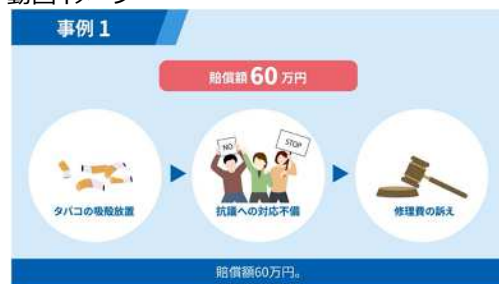 動画イメージ
事例1
賠償額60万円
NO
STOP
タバコの吸殻放置
抗議への対応不備
修理費の訴え
賠償額60万円。